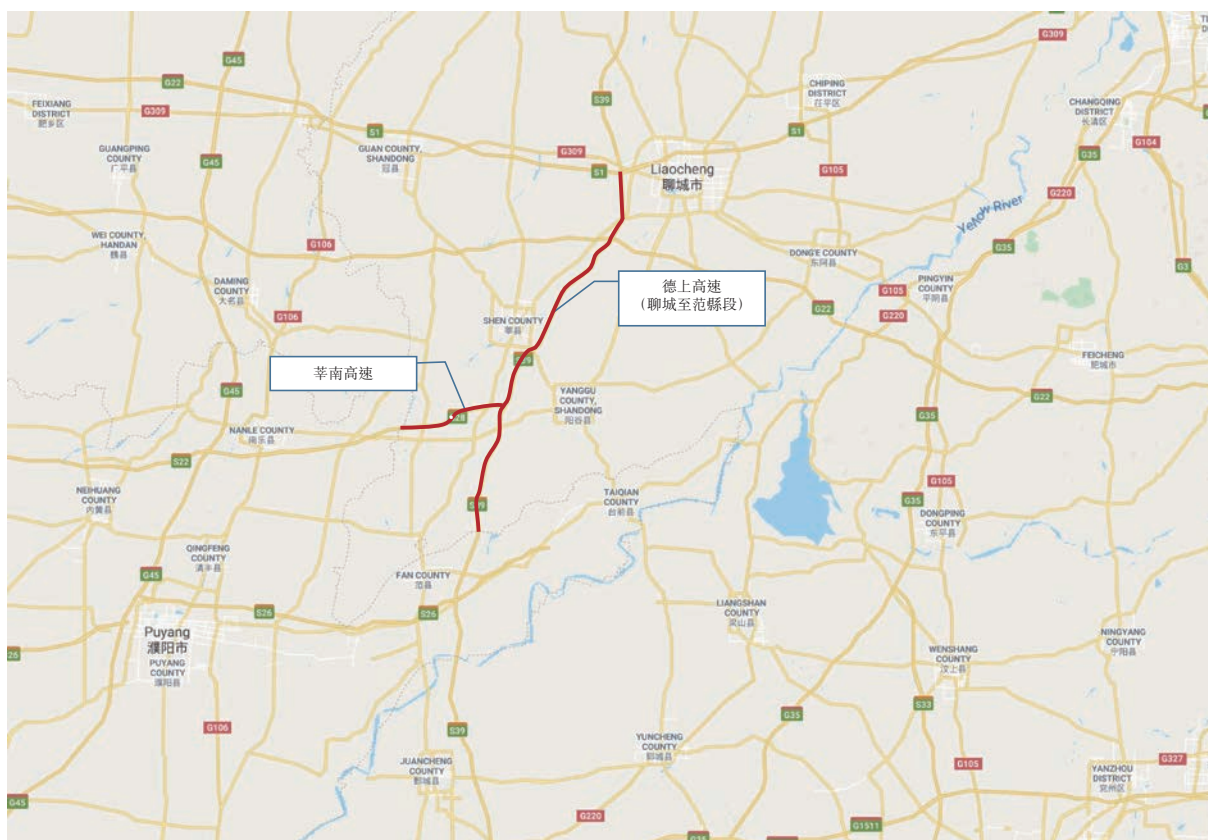 G309
G45
G22
S39
CHIPING
DISTRICT
茌平区
FEIXIANG
DISTRICT
肥乡区
G309
CHANGQING
DISTRICT
长清区
S1
S1
GUANGPING
COUNTY
广平县
GUAN COUNTY,
SHANDONG
冠县
G309
S1
G104
G45
Liaocheng
聊城市
G35
G105
G220
Yellow River
WEI COUNTY,
HANDAN
魏县
G106
G35
DONG'E COUNTY
东阿县
G3
DAMING
COUNTY
大名县
德上高速
(聊城至范縣段)
PINGYIN
COUNTY
平阴县
G105
G22
G106
G220
SHEN COUNTY
莘县
莘南高速
FEICHENG
肥城市
G45
YANGGU
COUNTY,
SHANDONG
阳谷县
G22
G35
NANLE COUNTY
南乐县
S22
G105
NEIHUANG
COUNTY
内黄县
TAIQIAN
COUNTY
台前县
G35
DONGPING
COUNTY
东平县
QINGFENG
COUNTY
清丰县
G45
FAN COUNTY
范县
S26
S26
LIANGSHAN
COUNTY
梁山县
Puyang
濮阳市
PUYANG
COUNTY
濮阳县
NINGYANG
COUNTY
宁阳县
26
WENSHANG
COUNTY
汶上县
S33
G106
S39
G35
YUNCHENG
COUNTY
郓城县
JUANCHENG
COUNTY
鄄城县
G105
G327
YANZHOU
DISTRICT
兖州区
G45
G220
G1511
G35